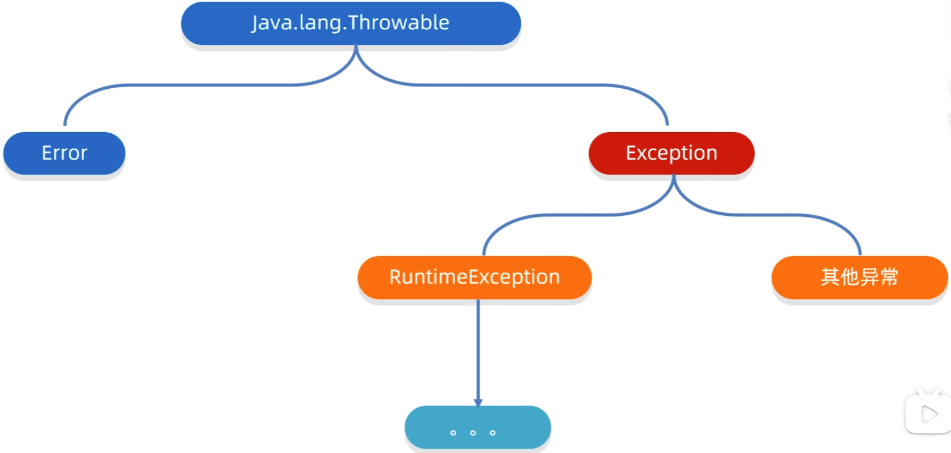 Java.lang.Throwable
Error
Exception
RuntimeException
其他异常
。。。